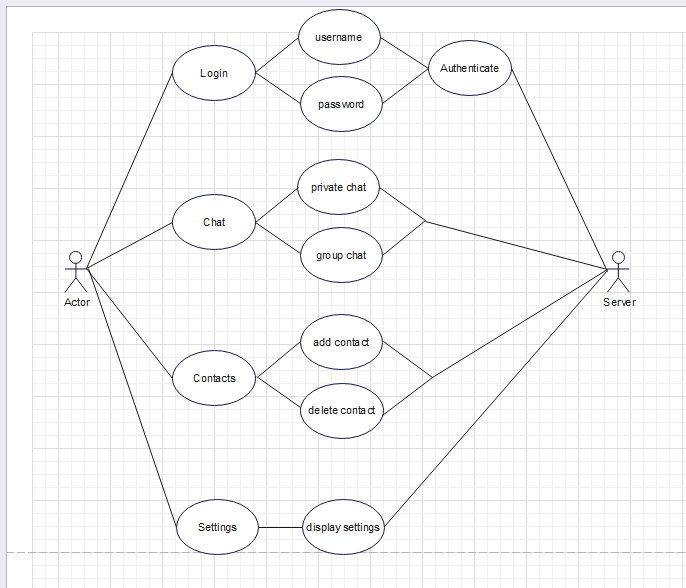 username
Login
Authenticate
password
private chat
Chat
group chat
Actor
Server
add contact
Contacts
delete contact
Settings
display settings